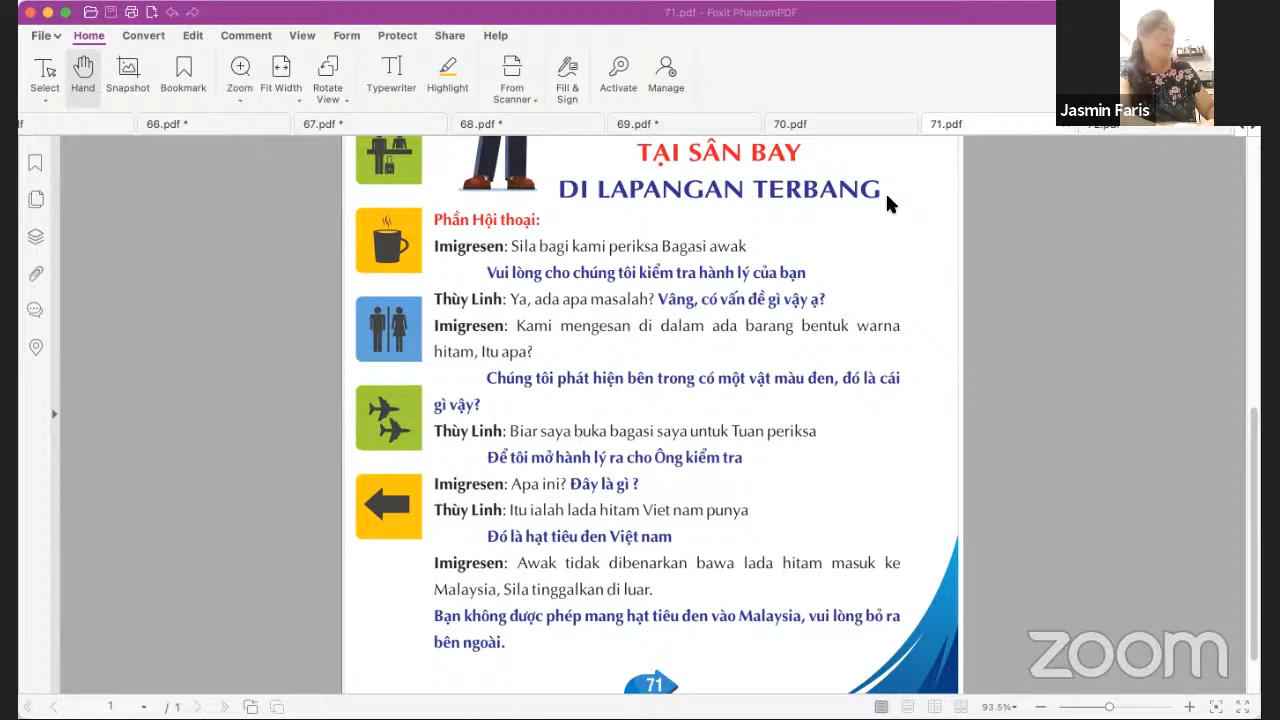 71.pdf - Foxit PhantomPDF
File Home Convert Edit Comment View Form Protect Share Help
Select Hand Snapshot Bookmark Zoom Fit Width Rotate View Typewriter Highlight From Scanner Fill & Sign Activate Manage
Jasmin Faris
66.pdf * 67.pdf * 68.pdf * 69.pdf * 70.pdf 71.pdf
TẠI SÂN BAY
DI LAPANGAN TERBANG
Phần Hội thoại:
Imigresen: Sila bagi kami periksa Bagasi awak
Vui lòng cho chúng tôi kiểm tra hành lý của bạn
Thùy Linh: Ya, ada apa masalah? Vâng, có vấn đề gì vậy ạ?
Imigresen: Kami mengesan di dalam ada barang bentuk warna
hitam, Itu apa?
Chúng tôi phát hiện bên trong có một vật màu đen, đó là cái
gì vậy?
Thùy Linh: Biar saya buka bagasi saya untuk Tuan periksa
Để tôi mở hành lý ra cho Ông kiểm tra
Imigresen: Apa ini? Đây là gì ?
Thùy Linh: Itu ialah lada hitam Viet nam punya
Đó là hạt tiêu đen Việt nam
Imigresen: Awak tidak dibenarkan bawa lada hitam masuk ke
Malaysia, Sila tinggalkan di luar.
Bạn không được phép mang hạt tiêu đen vào Malaysia, vui lòng bỏ ra
bên ngoài.
71
zoom
1 / 1 93.5%